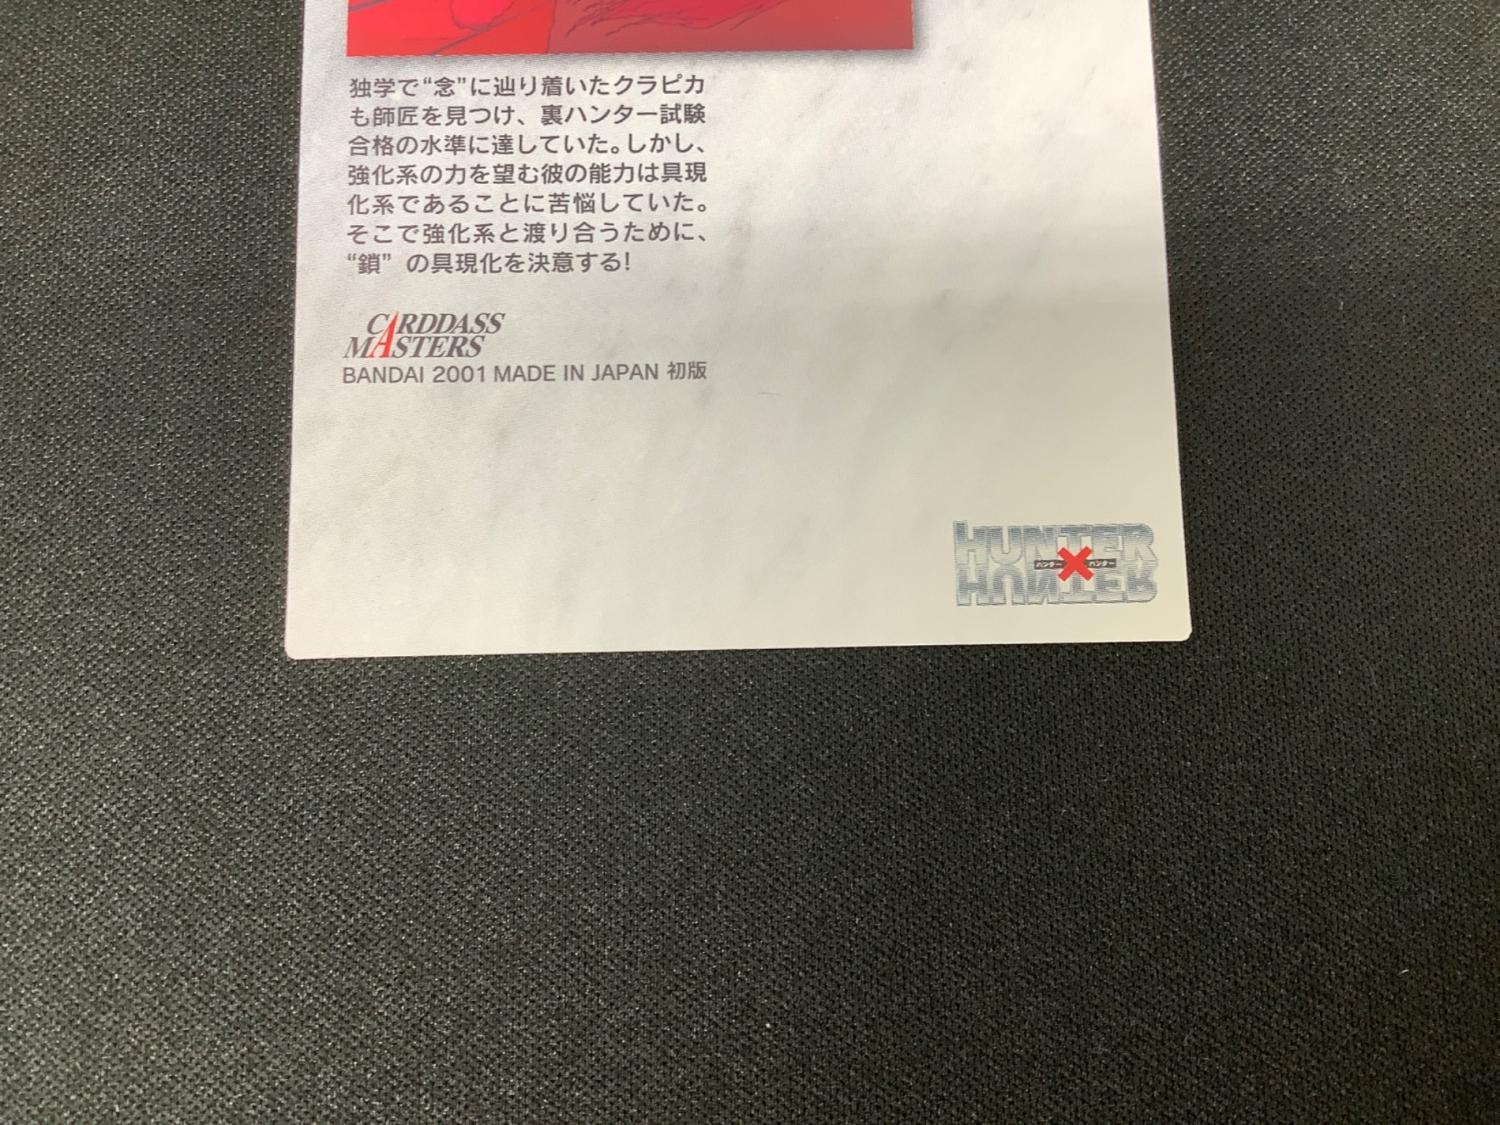 独学で“念”に辿り着いたクラピカ
も師匠を見つけ、裏ハンター試験
合格の水準に達していた。しかし、
強化系の力を望む彼の能力は具現
化系であることに苦悩していた。
そこで強化系と渡り合うために、
“鎖”の具現化を決意する!
CARDDASS
MASTERS
BANDAI 2001 MADE IN JAPAN 初版
HUNTER
ハンター×ハンター
HUNTER